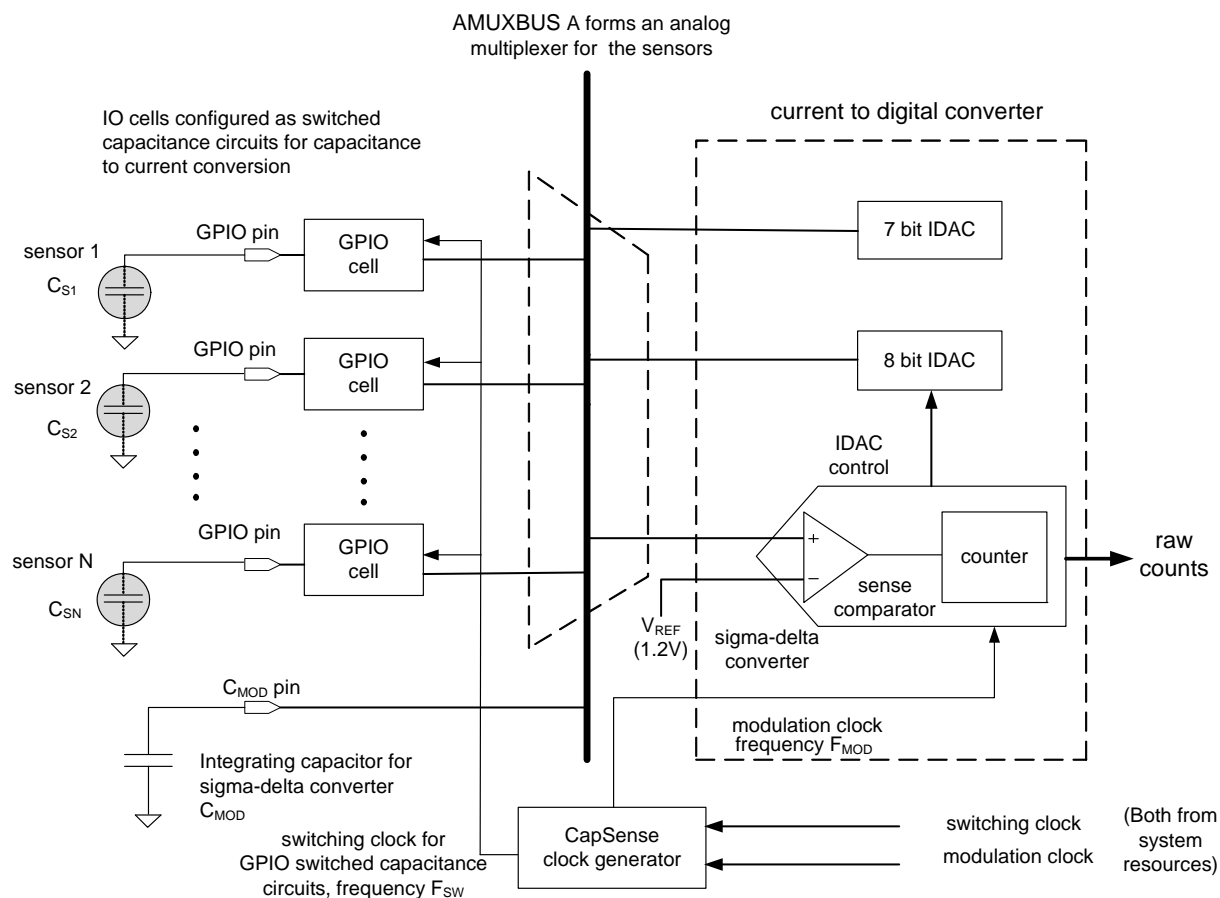 AMUXBUS A forms an analog
multiplexer for the sensors
IO cells configured as switched
capacitance circuits for capacitance
to current conversion
current to digital converter
sensor 1
CS1
GPIO pin
GPIO
cell
7 bit IDAC
sensor 2
CS2
GPIO pin
GPIO
cell
8 bit IDAC
IDAC
control
sensor N
CSN
GPIO pin
GPIO
cell
+
−
sense
comparator
counter
raw
counts
VREF
(1.2V)
sigma-delta
converter
CMOD pin
Integrating capacitor for
sigma-delta converter
CMOD
modulation clock
frequency FMOD
switching clock for
GPIO switched capacitance
circuits, frequency FSW
CapSense
clock generator
switching clock
modulation clock
(Both from
system
resources)